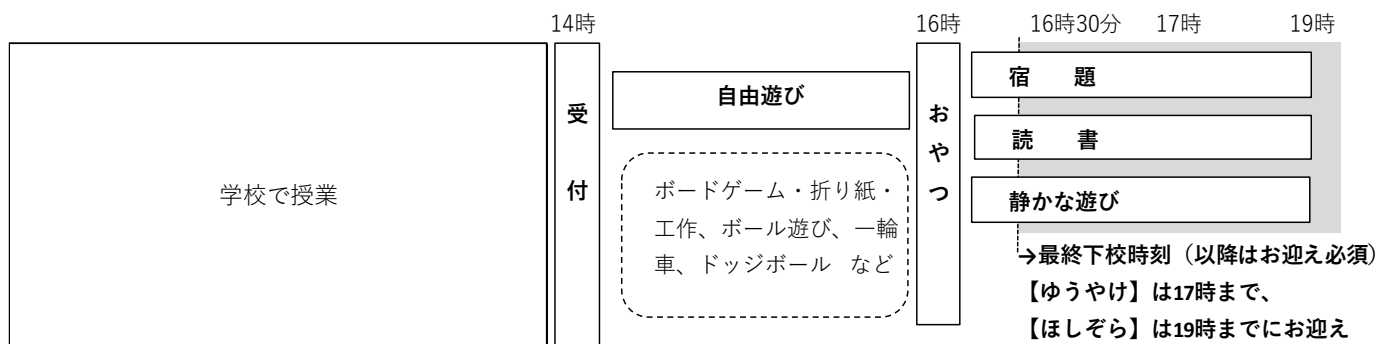 14時
16時
16時30分
17時
19時
学校で授業
受付
自由遊び
ボードゲーム・折り紙・
工作、ボール遊び、一輪
車、ドッジボール など
おやつ
宿 題
読 書
静かな遊び
→最終下校時刻（以降はお迎え必須）
【ゆうやけ】は17時まで、
【ほしぞら】は19時までにお迎え